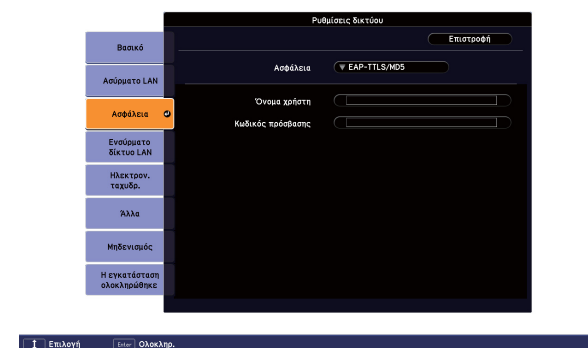 Ρυθμίσεις δικτύου
Επιστροφή
Βασικό
Ασύρματο LAN
Ασφάλεια
Ενσύρματο
δίκτυο LAN
Ηλεκτρον.
ταχυδρ.
Άλλα
Μηδενισμός
Η εγκατάσταση
ολοκληρώθηκε
Ασφάλεια ▼ EAP-TTLS/MD5
Όνομα χρήστη
Κωδικός πρόσβασης
Επιλογή Enter Ολοκληρ.